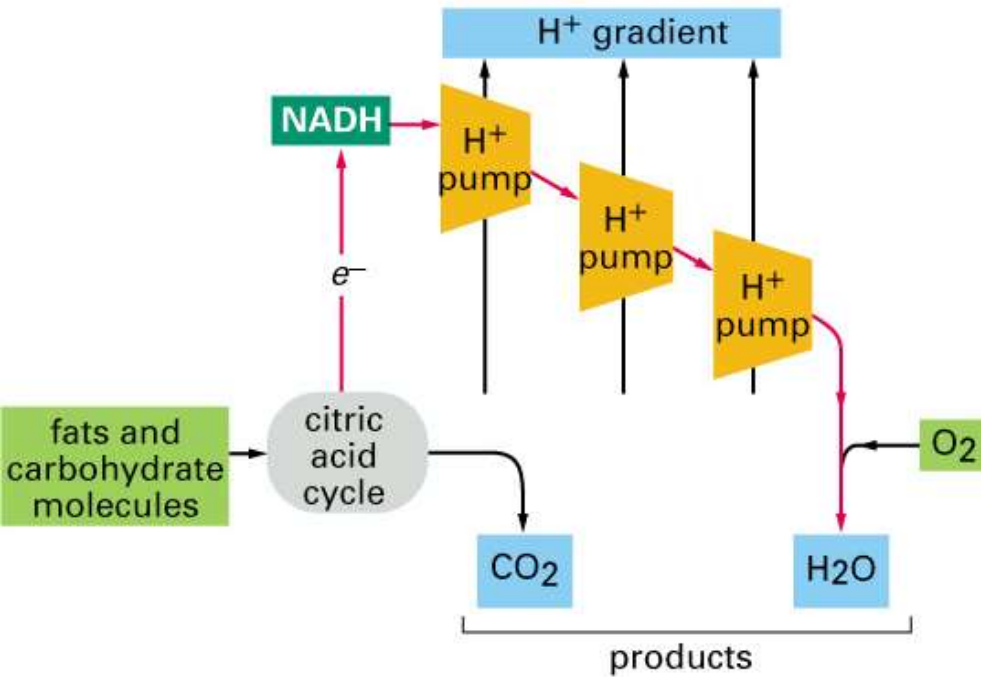 H⁺ gradient
NADH
H⁺
pump
H⁺
pump
H⁺
pump
e⁻
fats and
carbohydrate
molecules
citric
acid
cycle
O₂
CO₂
H₂O
products